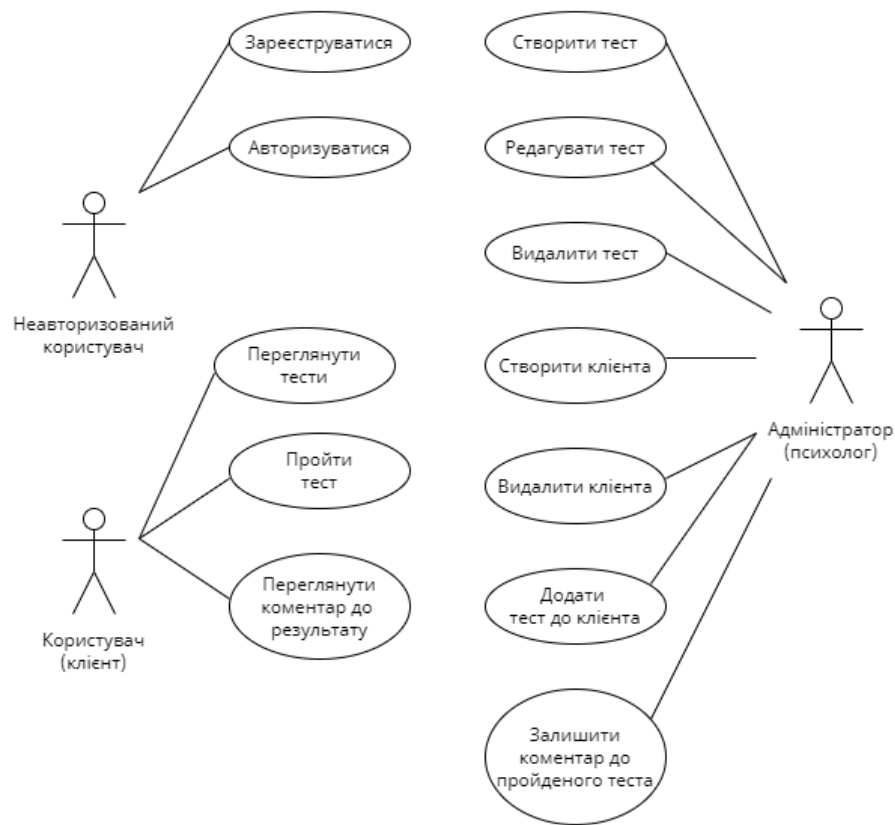 Зареєструватися
Створити тест
Авторизуватися
Редагувати тест
Видалити тест
Неавторизований
користувач
Переглянути
тести
Створити клієнта
Адміністратор
(психолог)
Пройти
тест
Видалити клієнта
Переглянути
коментар до
результату
Додати
тест до клієнта
Користувач
(клієнт)
Залишити
коментар до
пройденого теста